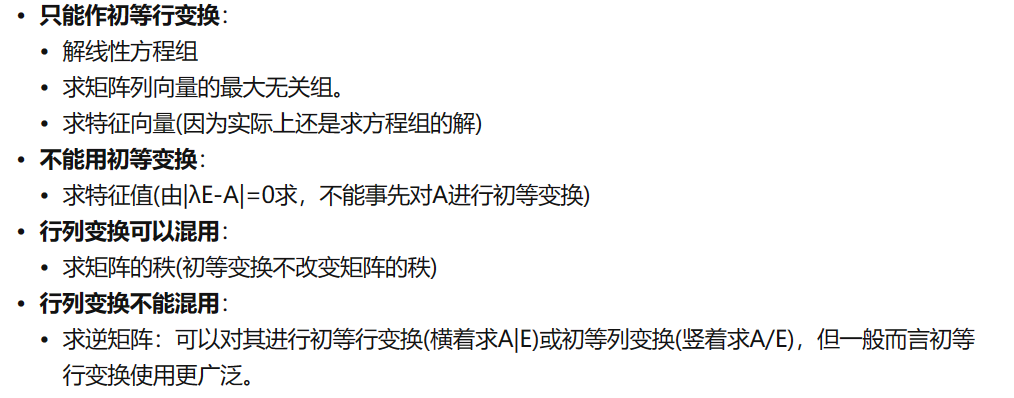 • 只能作初等行变换：
• 解线性方程组
• 求矩阵列向量的最大无关组。
• 求特征向量(因为实际上还是求方程组的解)
• 不能用初等变换：
• 求特征值(由|λE-A|=0求，不能事先对A进行初等变换)
• 行列变换可以混用：
• 求矩阵的秩(初等变换不改变矩阵的秩)
• 行列变换不能混用：
• 求逆矩阵：可以对其进行初等行变换(横着求A|E)或初等列变换(竖着求A/E)，但一般而言初等
行变换使用更广泛。